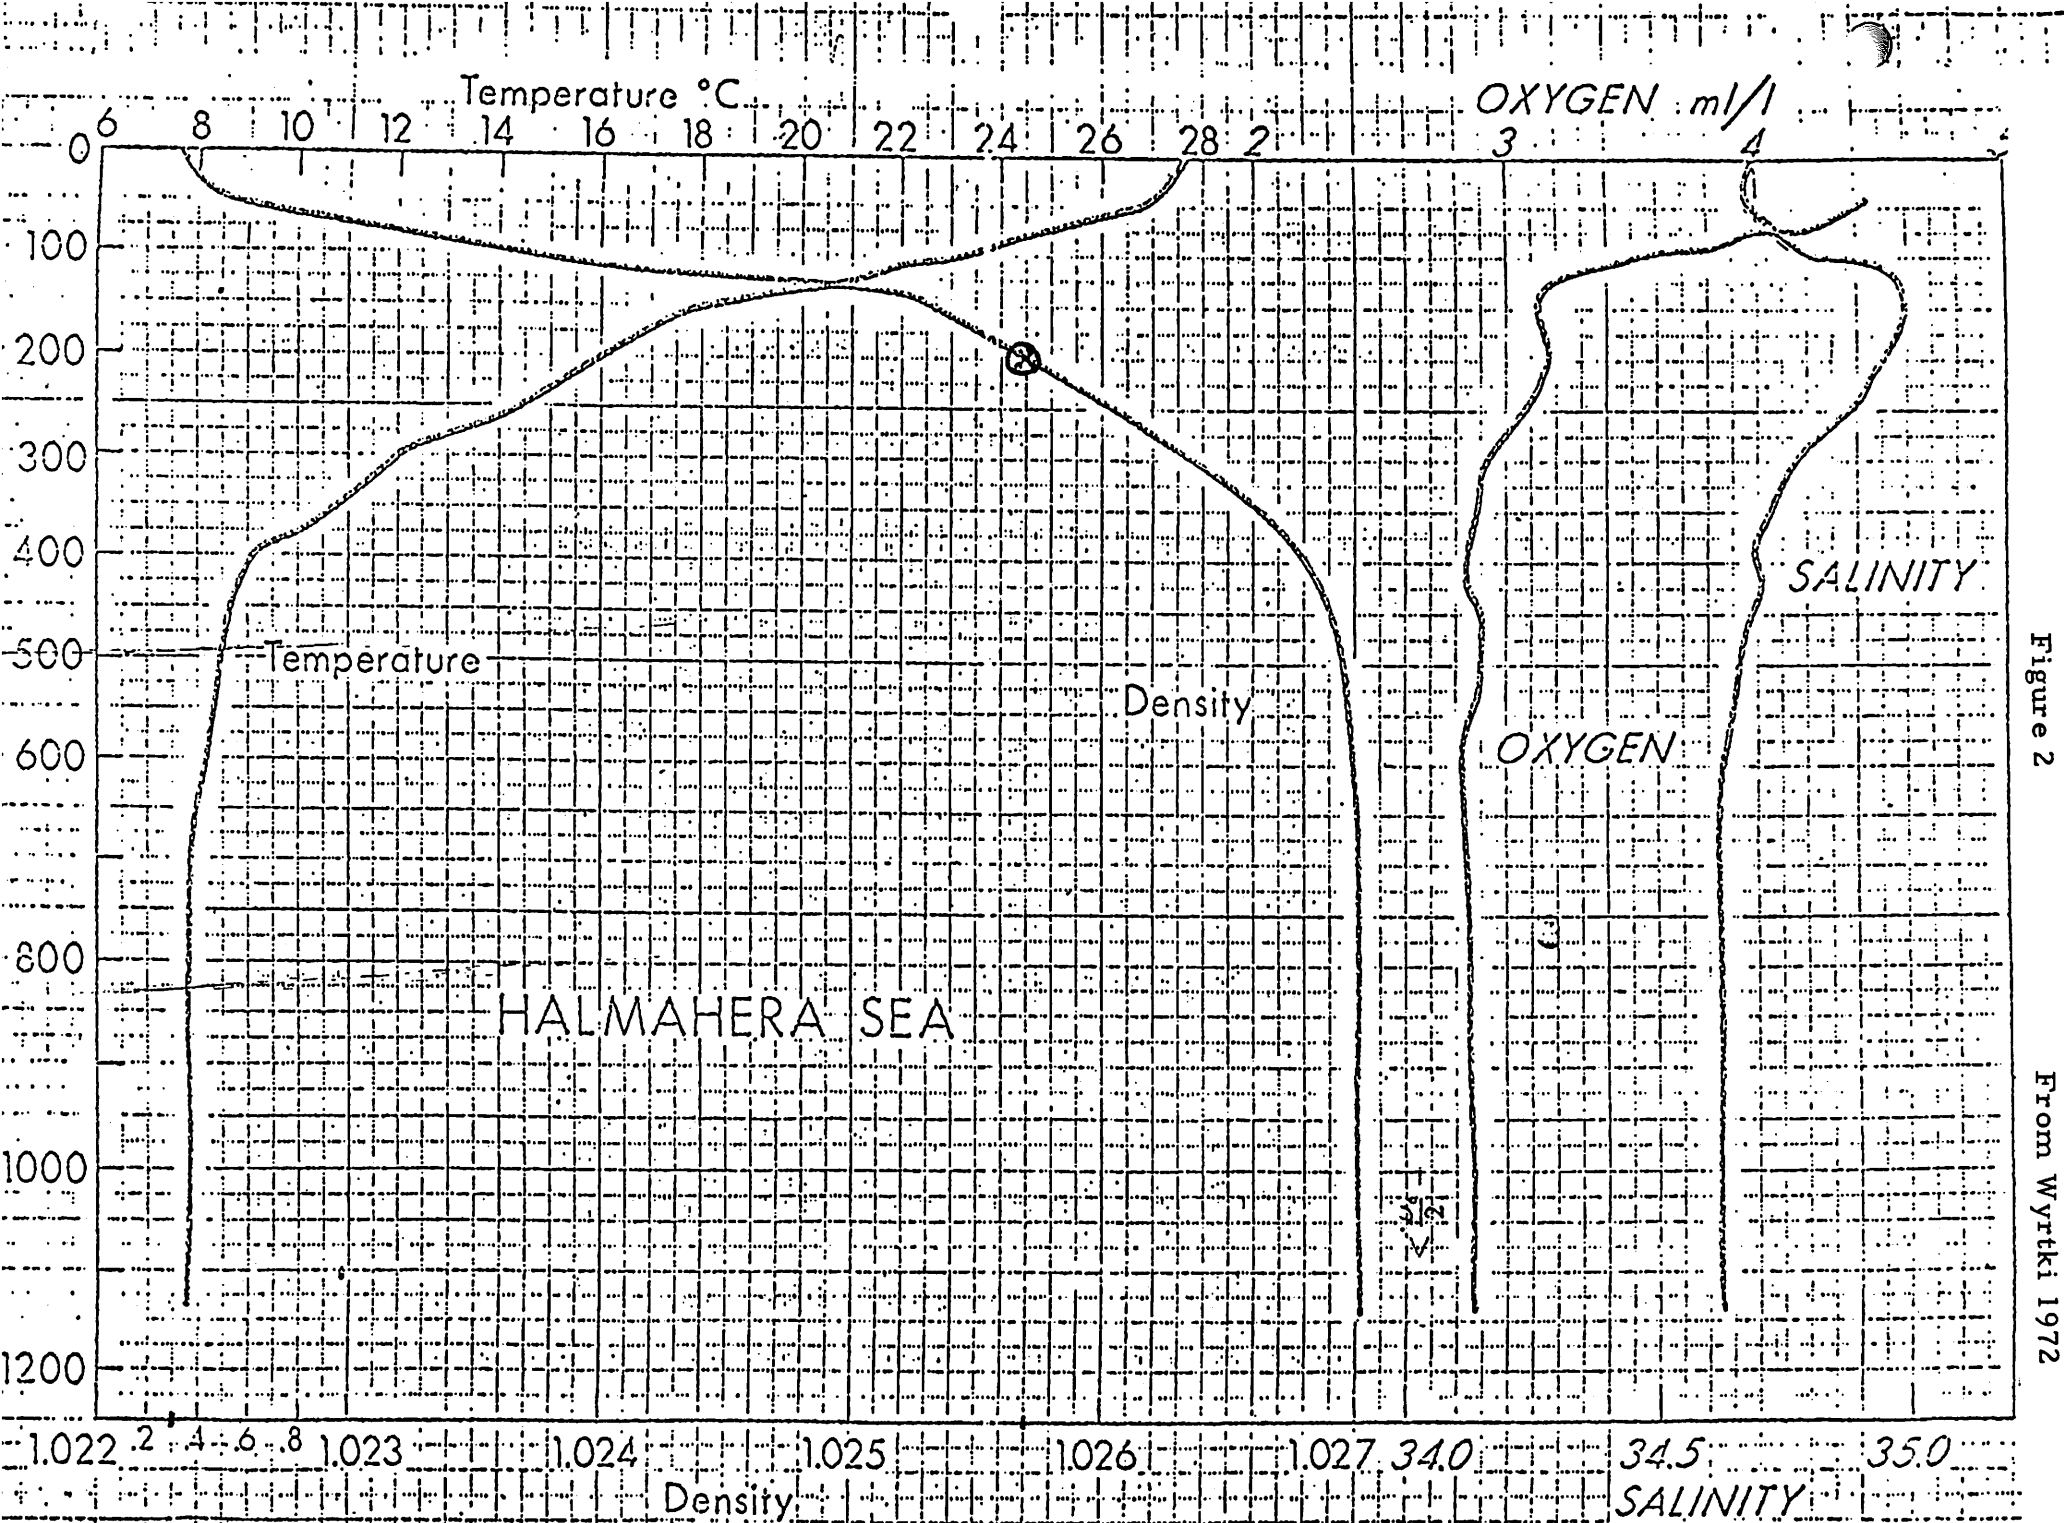 Temperature °C
OXYGEN ml/l
6 8 10 12 14 16 18 20 22 24 26 28 2 3 4
0
100
200
300
400
500
600
800
1000
1200
SALINITY
Temperature
Density
OXYGEN
HALMAHERA SEA
1.022 .2 .4 .6 .8 1.023 1.024 1.025 1.026 1.027 34.0 34.5 35.0
Density
SALINITY
Figure 2
From Wyrtki 1972